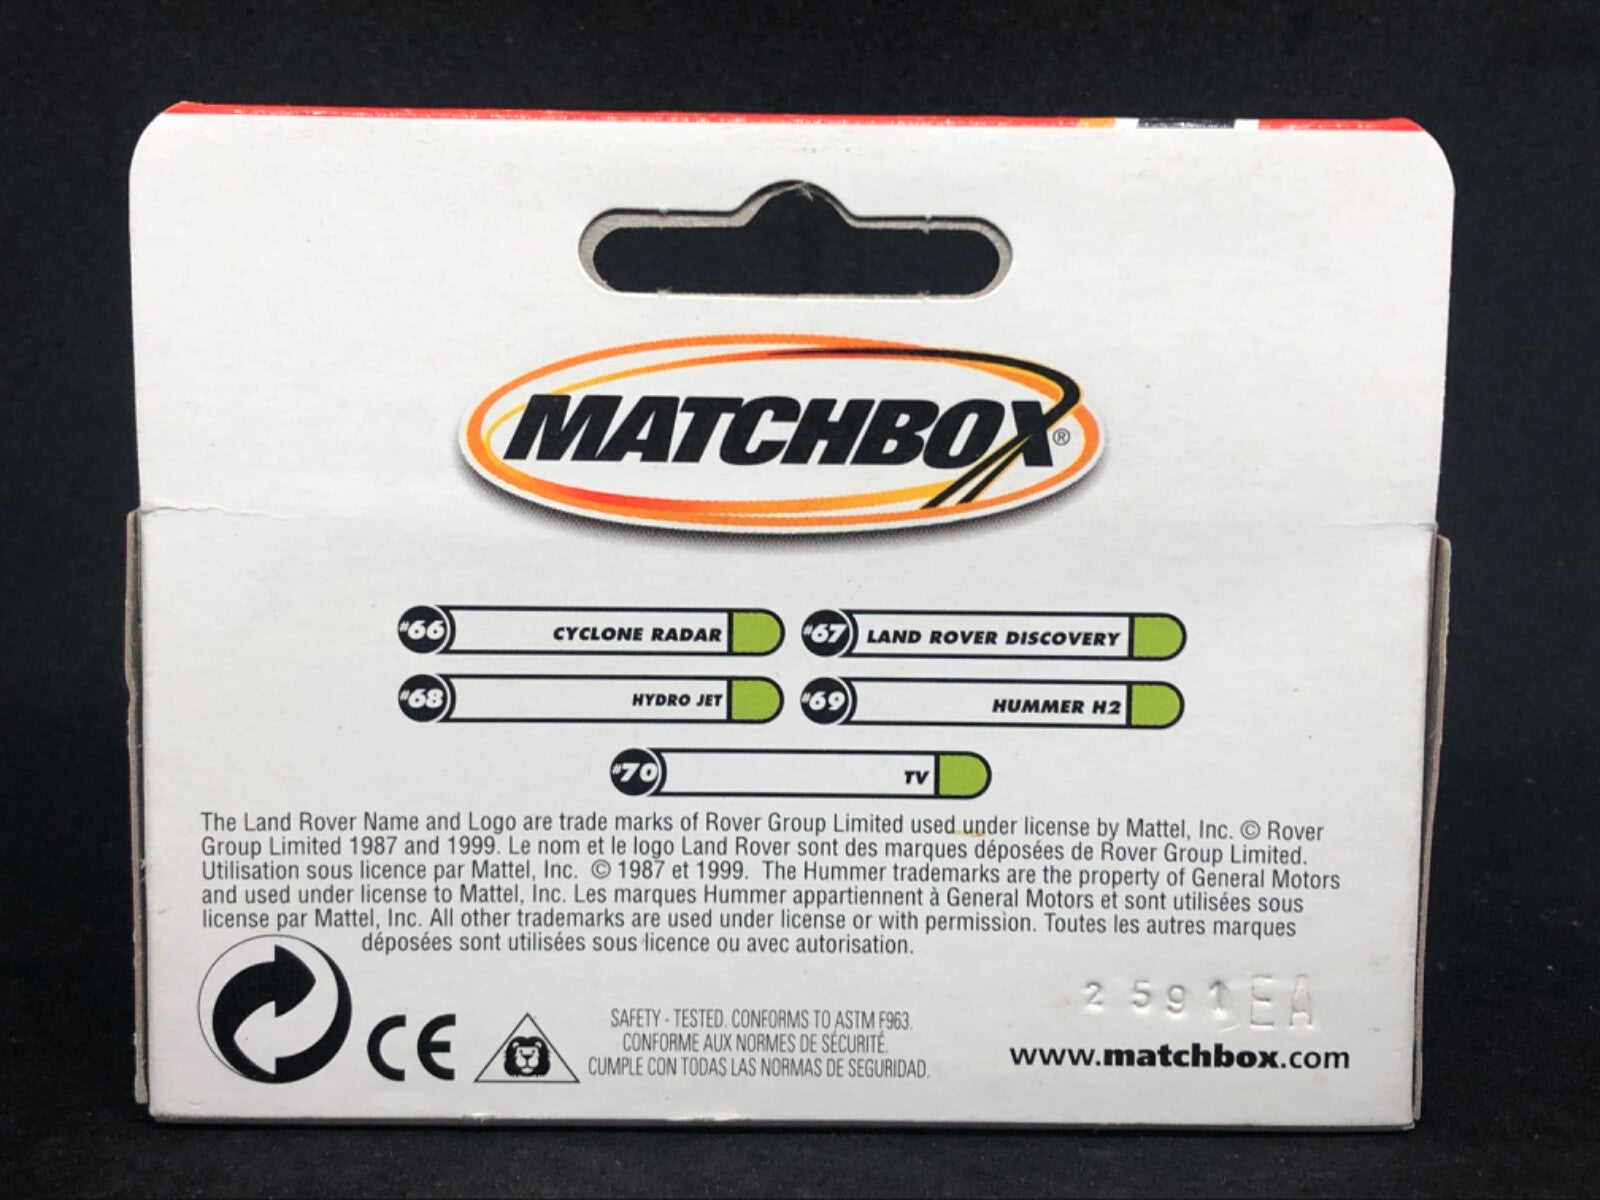 MATCHBOX®
#66 CYCLONE RADAR
#67 LAND ROVER DISCOVERY
#68 HYDRO JET
#69 HUMMER H2
#70 TV
The Land Rover Name and Logo are trade marks of Rover Group Limited used under license by Mattel, Inc. © Rover
Group Limited 1987 and 1999. Le nom et le logo Land Rover sont des marques déposées de Rover Group Limited.
Utilisation sous licence par Mattel, Inc. © 1987 et 1999. The Hummer trademarks are the property of General Motors
and used under license to Mattel, Inc. Les marques Hummer appartiennent à General Motors et sont utilisées sous
license par Mattel, Inc. All other trademarks are used under license or with permission. Toutes les autres marques
déposées sont utilisées sous licence ou avec autorisation.
2591EA
CE
SAFETY - TESTED. CONFORMS TO ASTM F963.
CONFORME AUX NORMES DE SÉCURITÉ.
CUMPLE CON TODAS LAS NORMAS DE SEGURIDAD.
www.matchbox.com